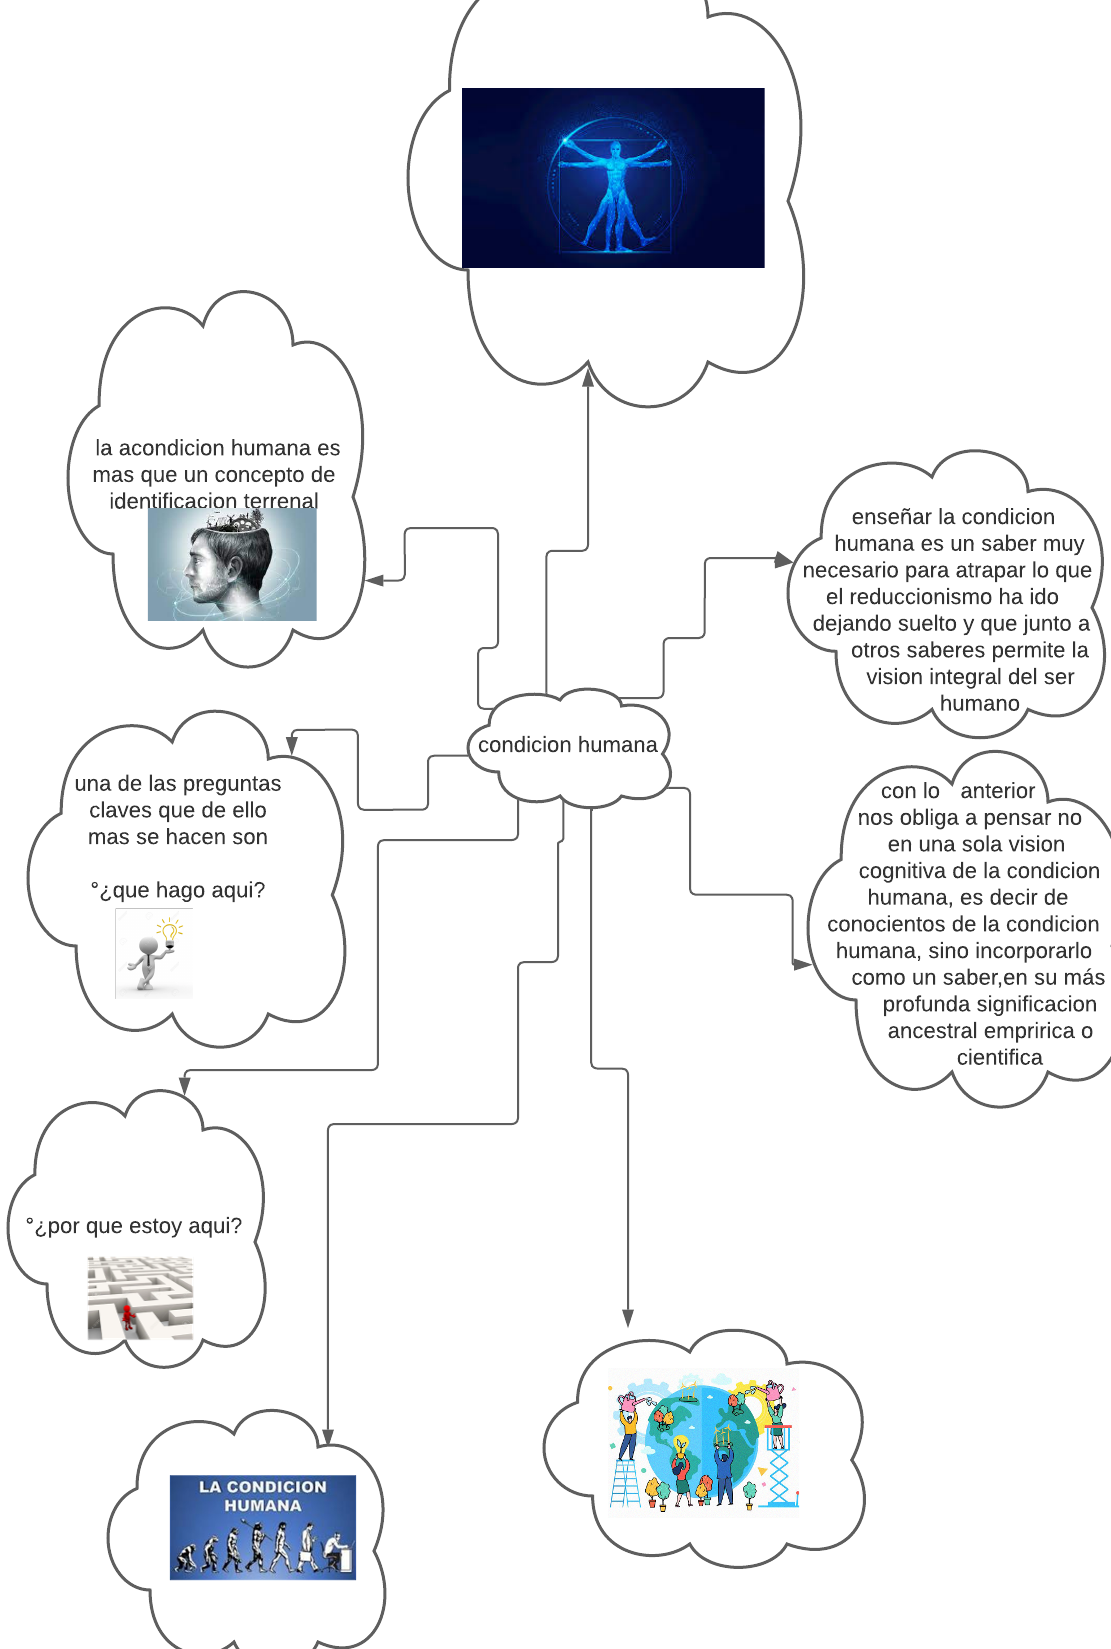 la acondicion humana es
mas que un concepto de
identificacion terrenal
enseñar la condicion
humana es un saber muy
necesario para atrapar lo que
el reduccionismo ha ido
dejando suelto y que junto a
otros saberes permite la
vision integral del ser
humano
condicion humana
una de las preguntas
claves que de ello
mas se hacen son
°¿que hago aqui?
con lo anterior
nos obliga a pensar no
en una sola vision
cognitiva de la condicion
humana, es decir de
conocientos de la condicion
humana, sino incorporarlo
como un saber,en su más
profunda significacion
ancestral empririca o
cientifica
°¿por que estoy aqui?
LA CONDICION
HUMANA